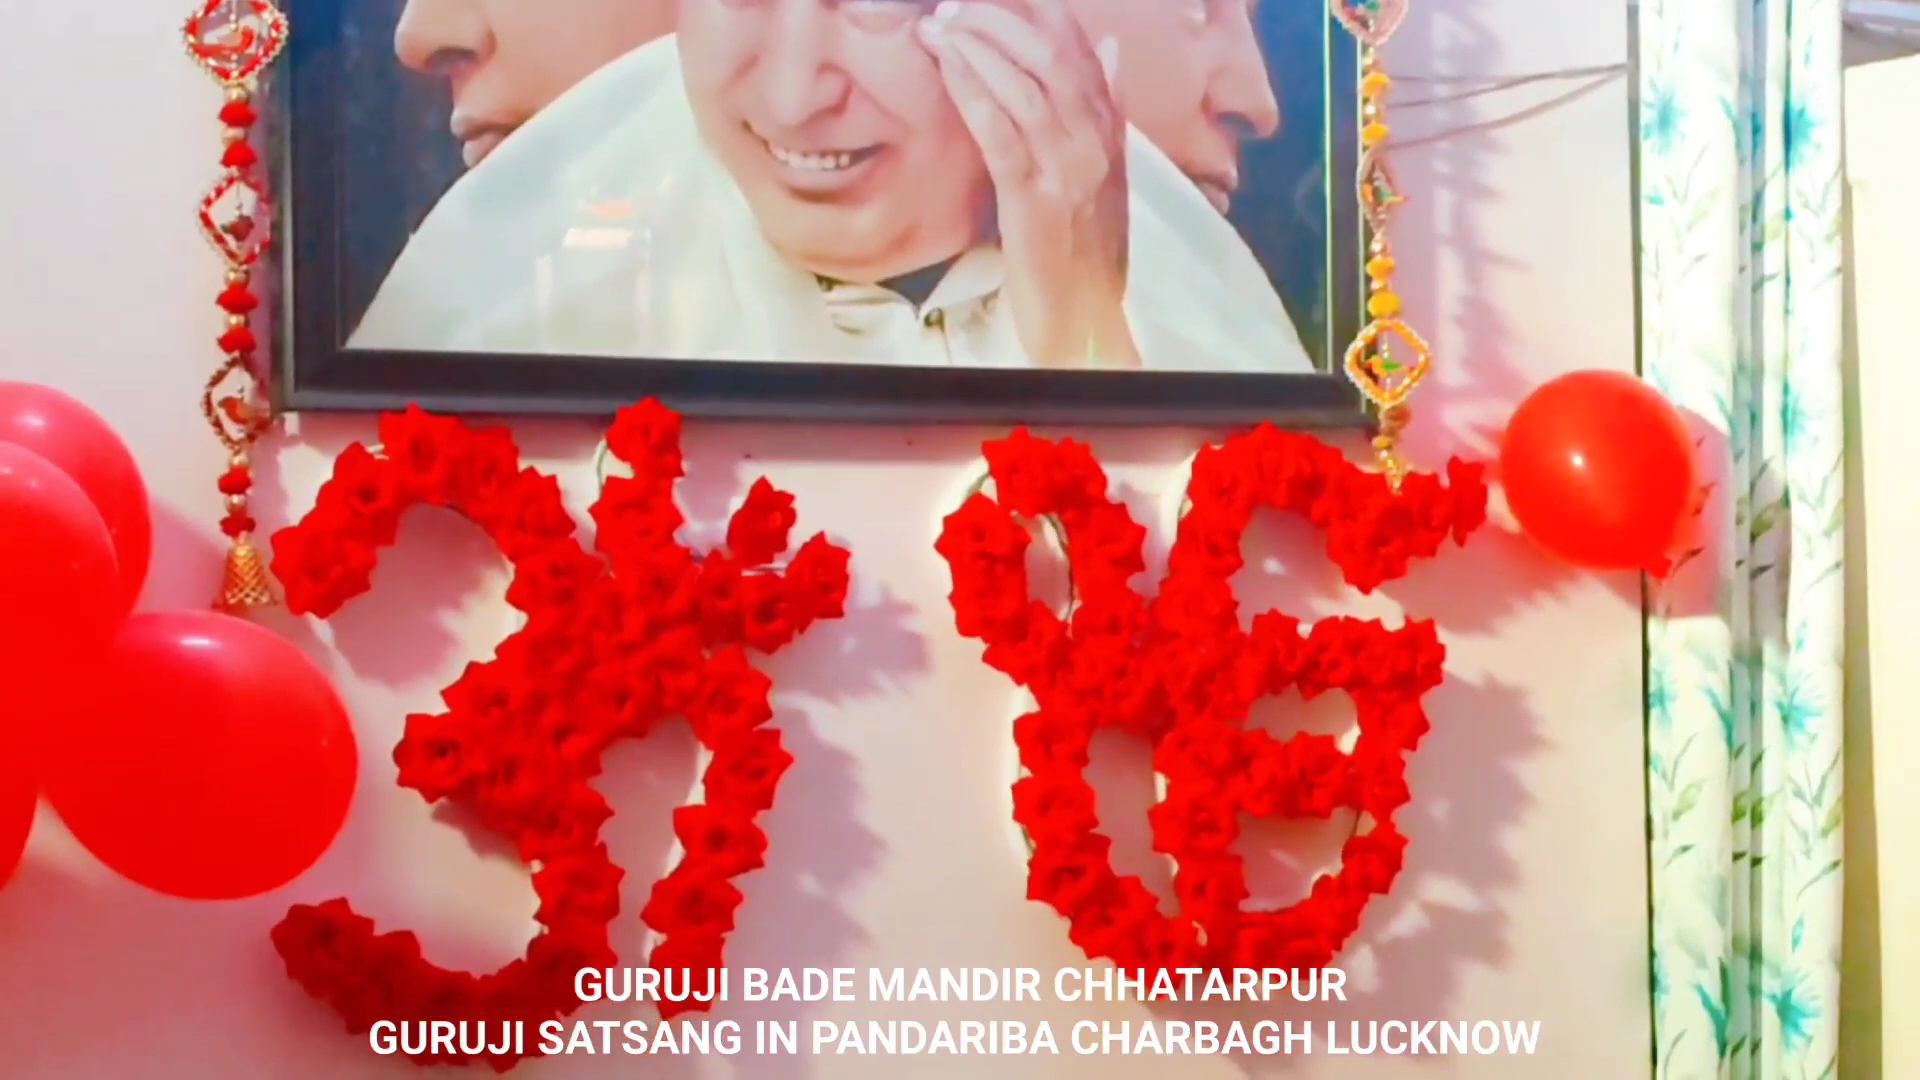 ॐ ੴ
GURUJI BADE MANDIR CHHATARPUR
GURUJI SATSANG IN PANDARIBA CHARBAGH LUCKNOW